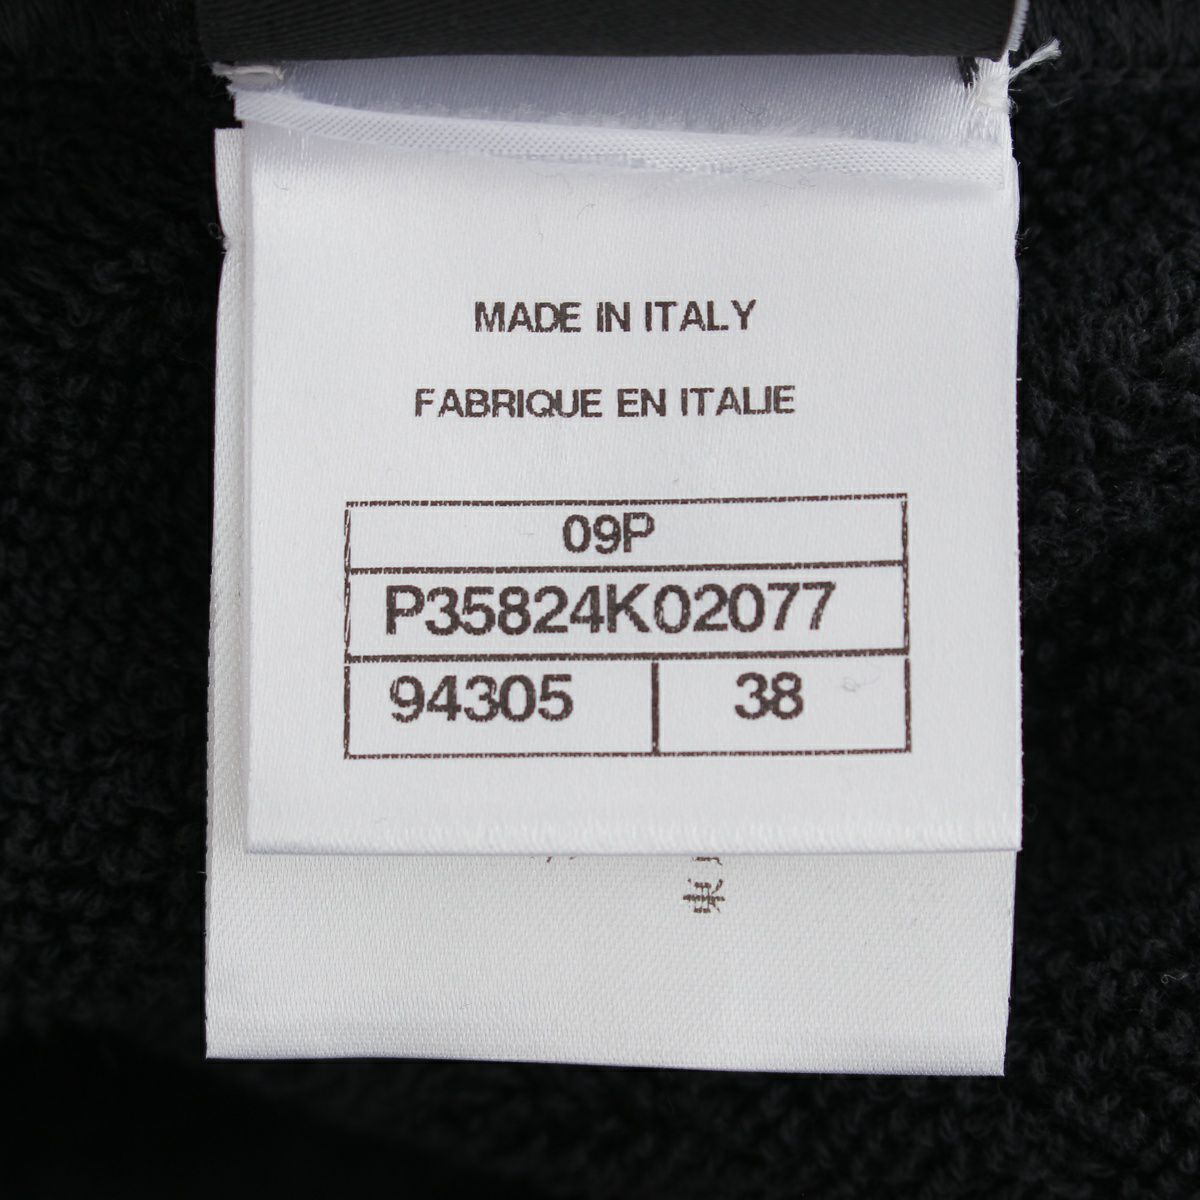 MADE IN ITALY
FABRIQUE EN ITALIE
09P
P35824K02077
94305 38